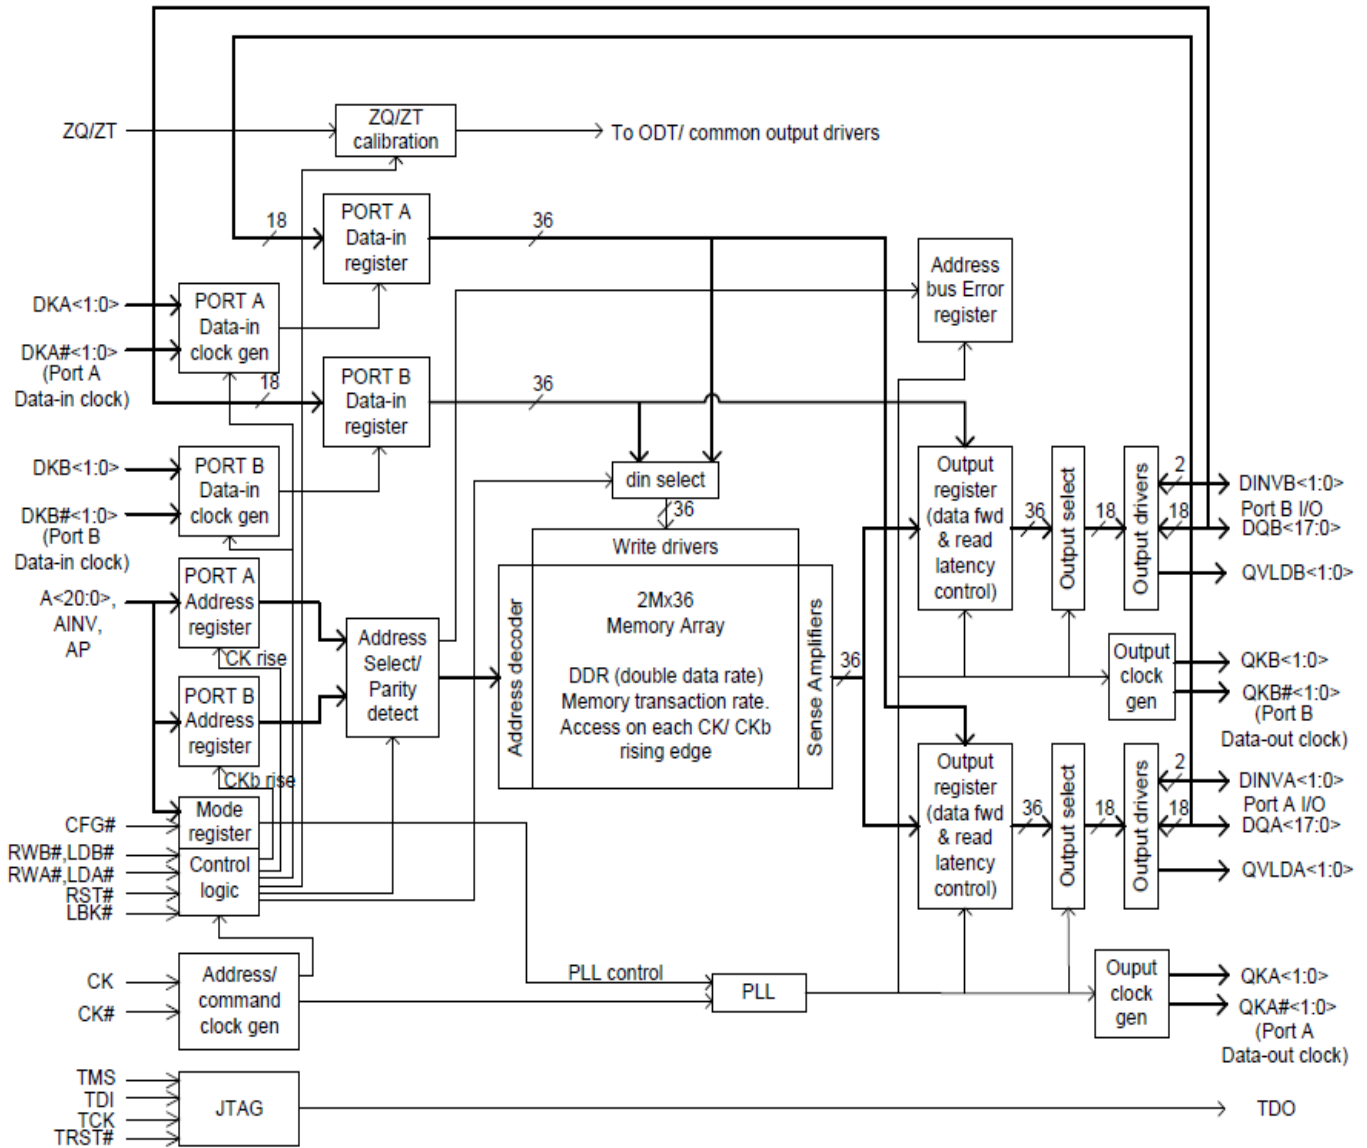 ZQ/ZT
ZQ/ZT
calibration
To ODT/ common output drivers
18
PORT A
Data-in
register
36
Address
bus Error
register
DKA<1:0>
DKA#<1:0>
(Port A
Data-in clock)
PORT A
Data-in
clock gen
18
PORT B
Data-in
register
36
DKB<1:0>
DKB#<1:0>
(Port B
Data-in clock)
PORT B
Data-in
clock gen
din select
36
Write drivers
Output
register
(data fwd
& read
latency
control)
36
Output select
18
Output drivers
2
18
DINVB<1:0>
Port B I/O
DQB<17:0>
QVLDB<1:0>
A<20:0>,
AINV,
AP
PORT A
Address
register
CK rise
PORT B
Address
register
CKb rise
Address
Select/
Parity
detect
Address decoder
2Mx36
Memory Array
DDR (double data rate)
Memory transaction rate.
Access on each CK/ CKb
rising edge
Sense Amplifiers
36
Output
clock
gen
QKB<1:0>
QKB#<1:0>
(Port B
Data-out clock)
Output
register
(data fwd
& read
latency
control)
36
Output select
18
Output drivers
2
18
DINVA<1:0>
Port A I/O
DQA<17:0>
QVLDA<1:0>
CFG#
RWB#,LDB#
RWA#,LDA#
RST#
LBK#
Mode
register
Control
logic
CK
CK#
Address/
command
clock gen
PLL control
PLL
Ouput
clock
gen
QKA<1:0>
QKA#<1:0>
(Port A
Data-out clock)
TMS
TDI
TCK
TRST#
JTAG
TDO